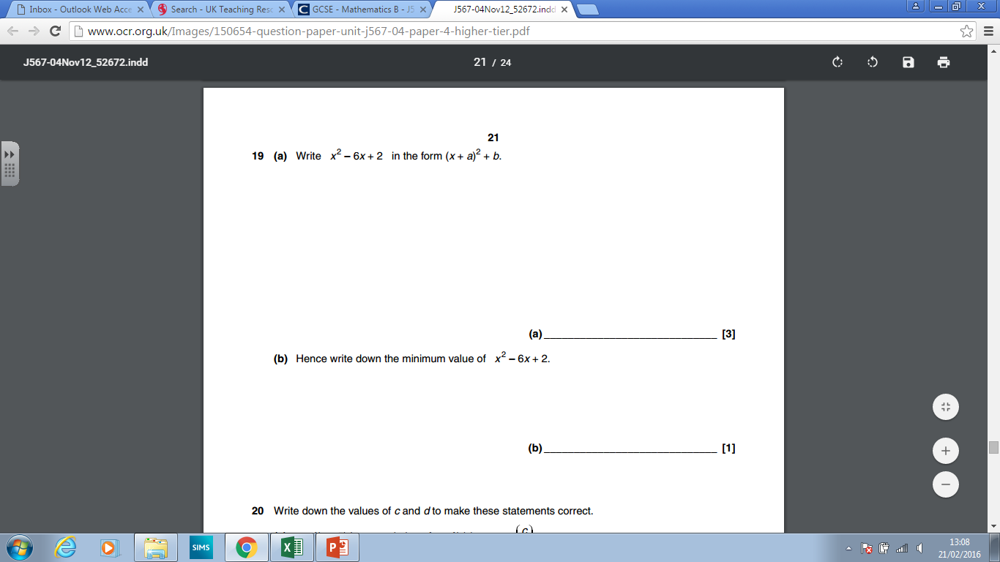 Inbox - Outlook Web Acce
Search - UK Teaching Reso
GCSE - Mathematics B - J5
J567-04Nov12_52672.indd
www.ocr.org.uk/Images/150654-question-paper-unit-j567-04-paper-4-higher-tier.pdf
J567-04Nov12_52672.indd
21 / 24
21
19 (a) Write x² – 6x + 2 in the form (x + a)² + b.
(a) ____________________________ [3]
(b) Hence write down the minimum value of x² – 6x + 2.
(b) ____________________________ [1]
20 Write down the values of c and d to make these statements correct.
SIMS
13:08
21/02/2016